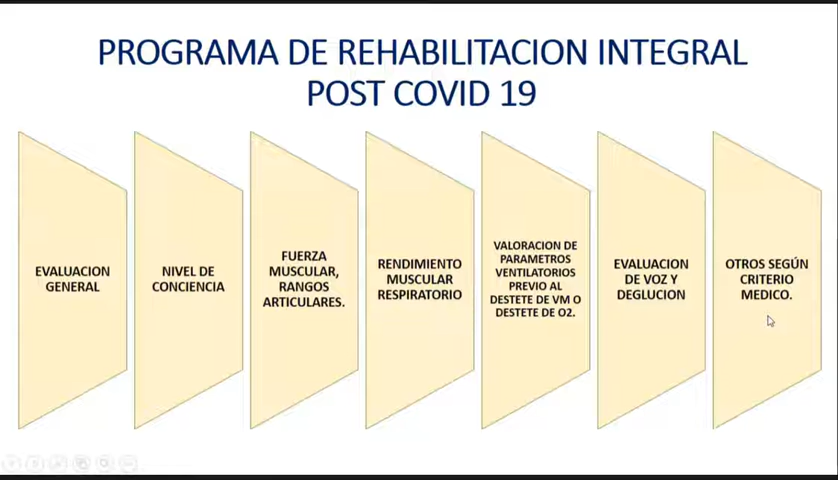 PROGRAMA DE REHABILITACION INTEGRAL
POST COVID 19
EVALUACION
GENERAL
NIVEL DE
CONCIENCIA
FUERZA
MUSCULAR,
RANGOS
ARTICULARES.
RENDIMIENTO
MUSCULAR
RESPIRATORIO
VALORACION DE
PARAMETROS
VENTILATORIOS
PREVIO AL
DESTETE DE VM O
DESTETE DE O2.
EVALUACION
DE VOZ Y
DEGLUCION
OTROS SEGÚN
CRITERIO
MEDICO.